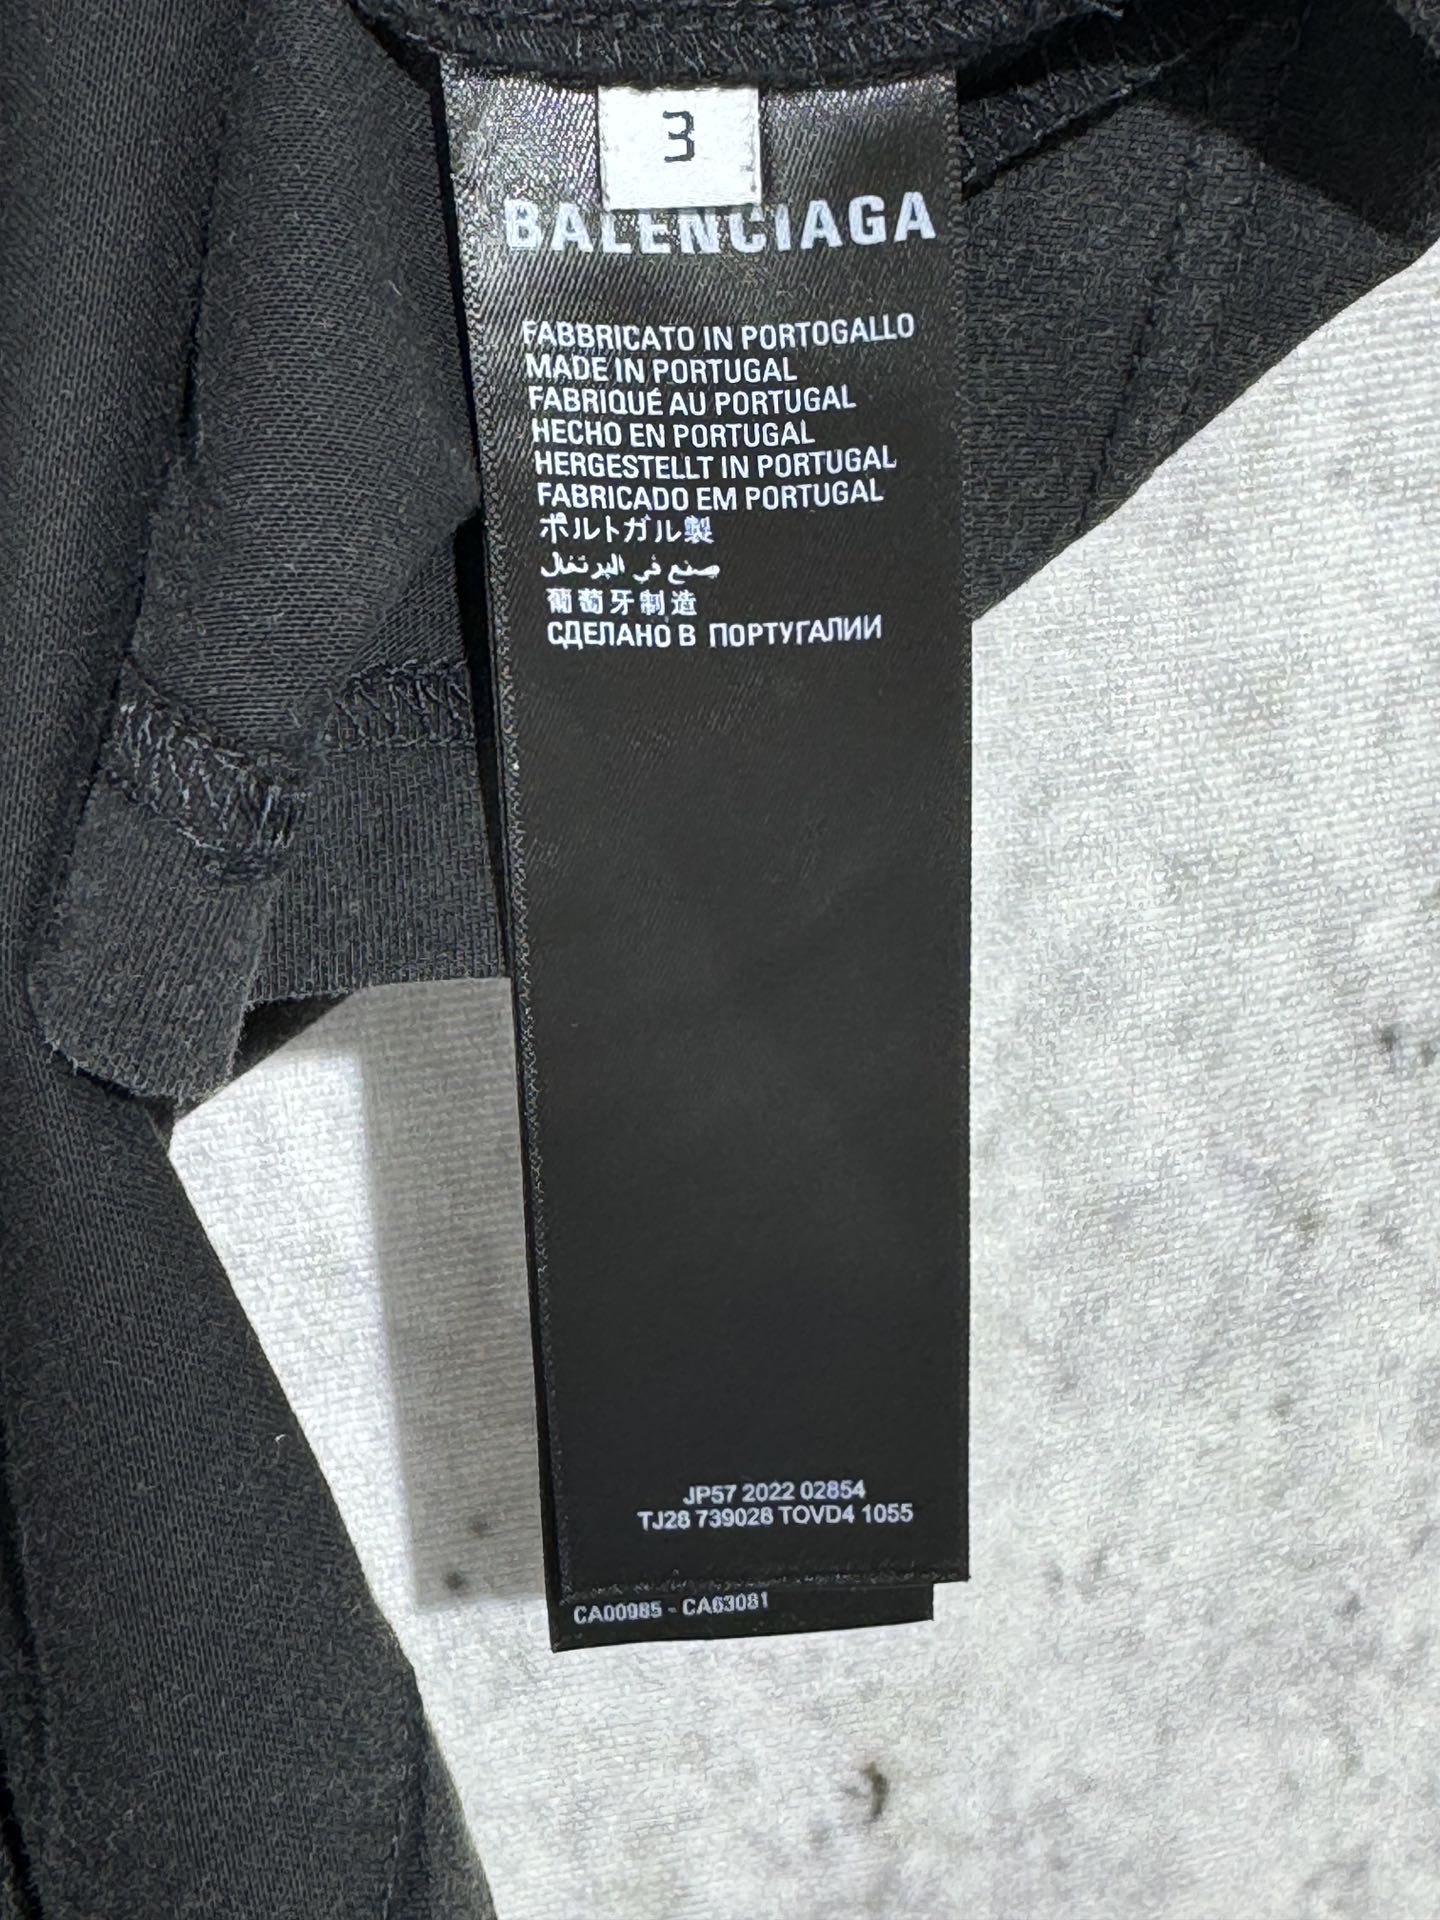 3
BALENCIAGA
FABBRICATO IN PORTOGALLO
MADE IN PORTUGAL
FABRIQUÉ AU PORTUGAL
HECHO EN PORTUGAL
HERGESTELLT IN PORTUGAL
FABRICADO EM PORTUGAL
ポルトガル製
صنع في البرتغال
葡萄牙制造
СДЕЛАНО В ПОРТУГАЛИИ
JP57 2022 02854
TJ28 739028 TOVD4 1055
CA00985 - CA63081